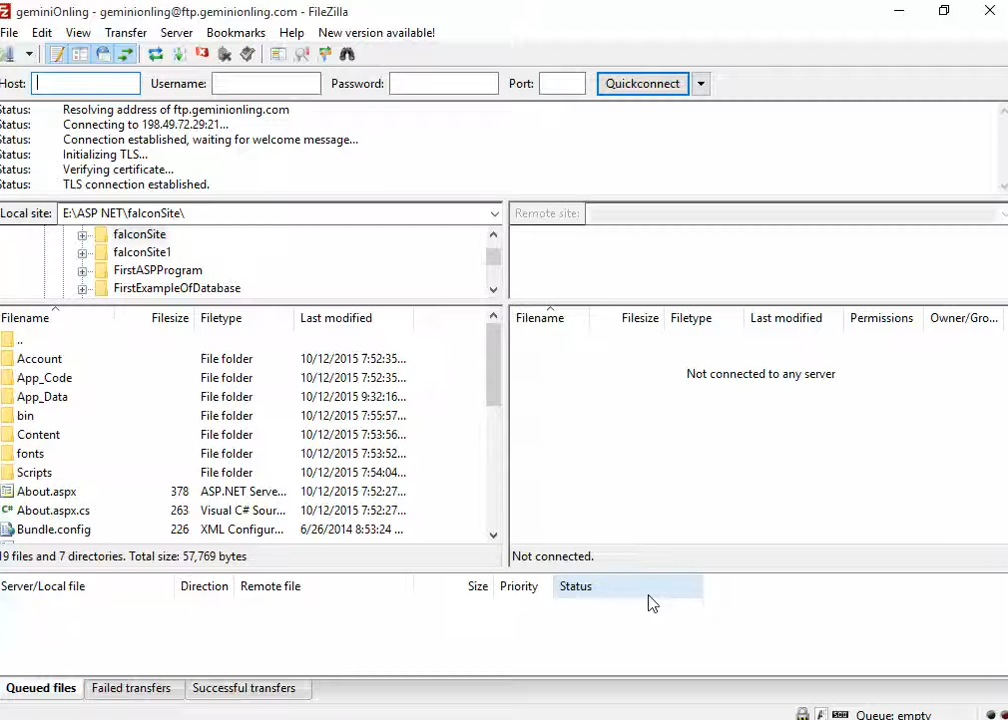 geminiOnling - geminionling@ftp.geminionling.com - FileZilla
File Edit View Transfer Server Bookmarks Help New version available!
Host: Username: Password: Port: Quickconnect
Status: Resolving address of ftp.geminionling.com
Status: Connecting to 198.49.72.29:21...
Status: Connection established, waiting for welcome message...
Status: Initializing TLS...
Status: Verifying certificate...
Status: TLS connection established.
Local site: E:\ASP NET\falconSite\ Remote site:
falconSite
falconSite1
FirstASPProgram
FirstExampleOfDatabase
Filename Filesize Filetype Last modified Filename Filesize Filetype Last modified Permissions Owner/Gro...
..
Account File folder 10/12/2015 7:52:35...
Not connected to any server
App_Code File folder 10/12/2015 7:52:35...
App_Data File folder 10/12/2015 9:32:16...
bin File folder 10/12/2015 7:55:57...
Content File folder 10/12/2015 7:53:56...
fonts File folder 10/12/2015 7:53:52...
Scripts File folder 10/12/2015 7:54:04...
About.aspx 378 ASP.NET Serve... 10/12/2015 7:52:27...
About.aspx.cs 263 Visual C# Sour... 10/12/2015 7:52:27...
Bundle.config 226 XML Configur... 6/26/2014 8:53:24 ...
19 files and 7 directories. Total size: 57,769 bytes Not connected.
Server/Local file Direction Remote file Size Priority Status
Queued files Failed transfers Successful transfers
Queue: empty